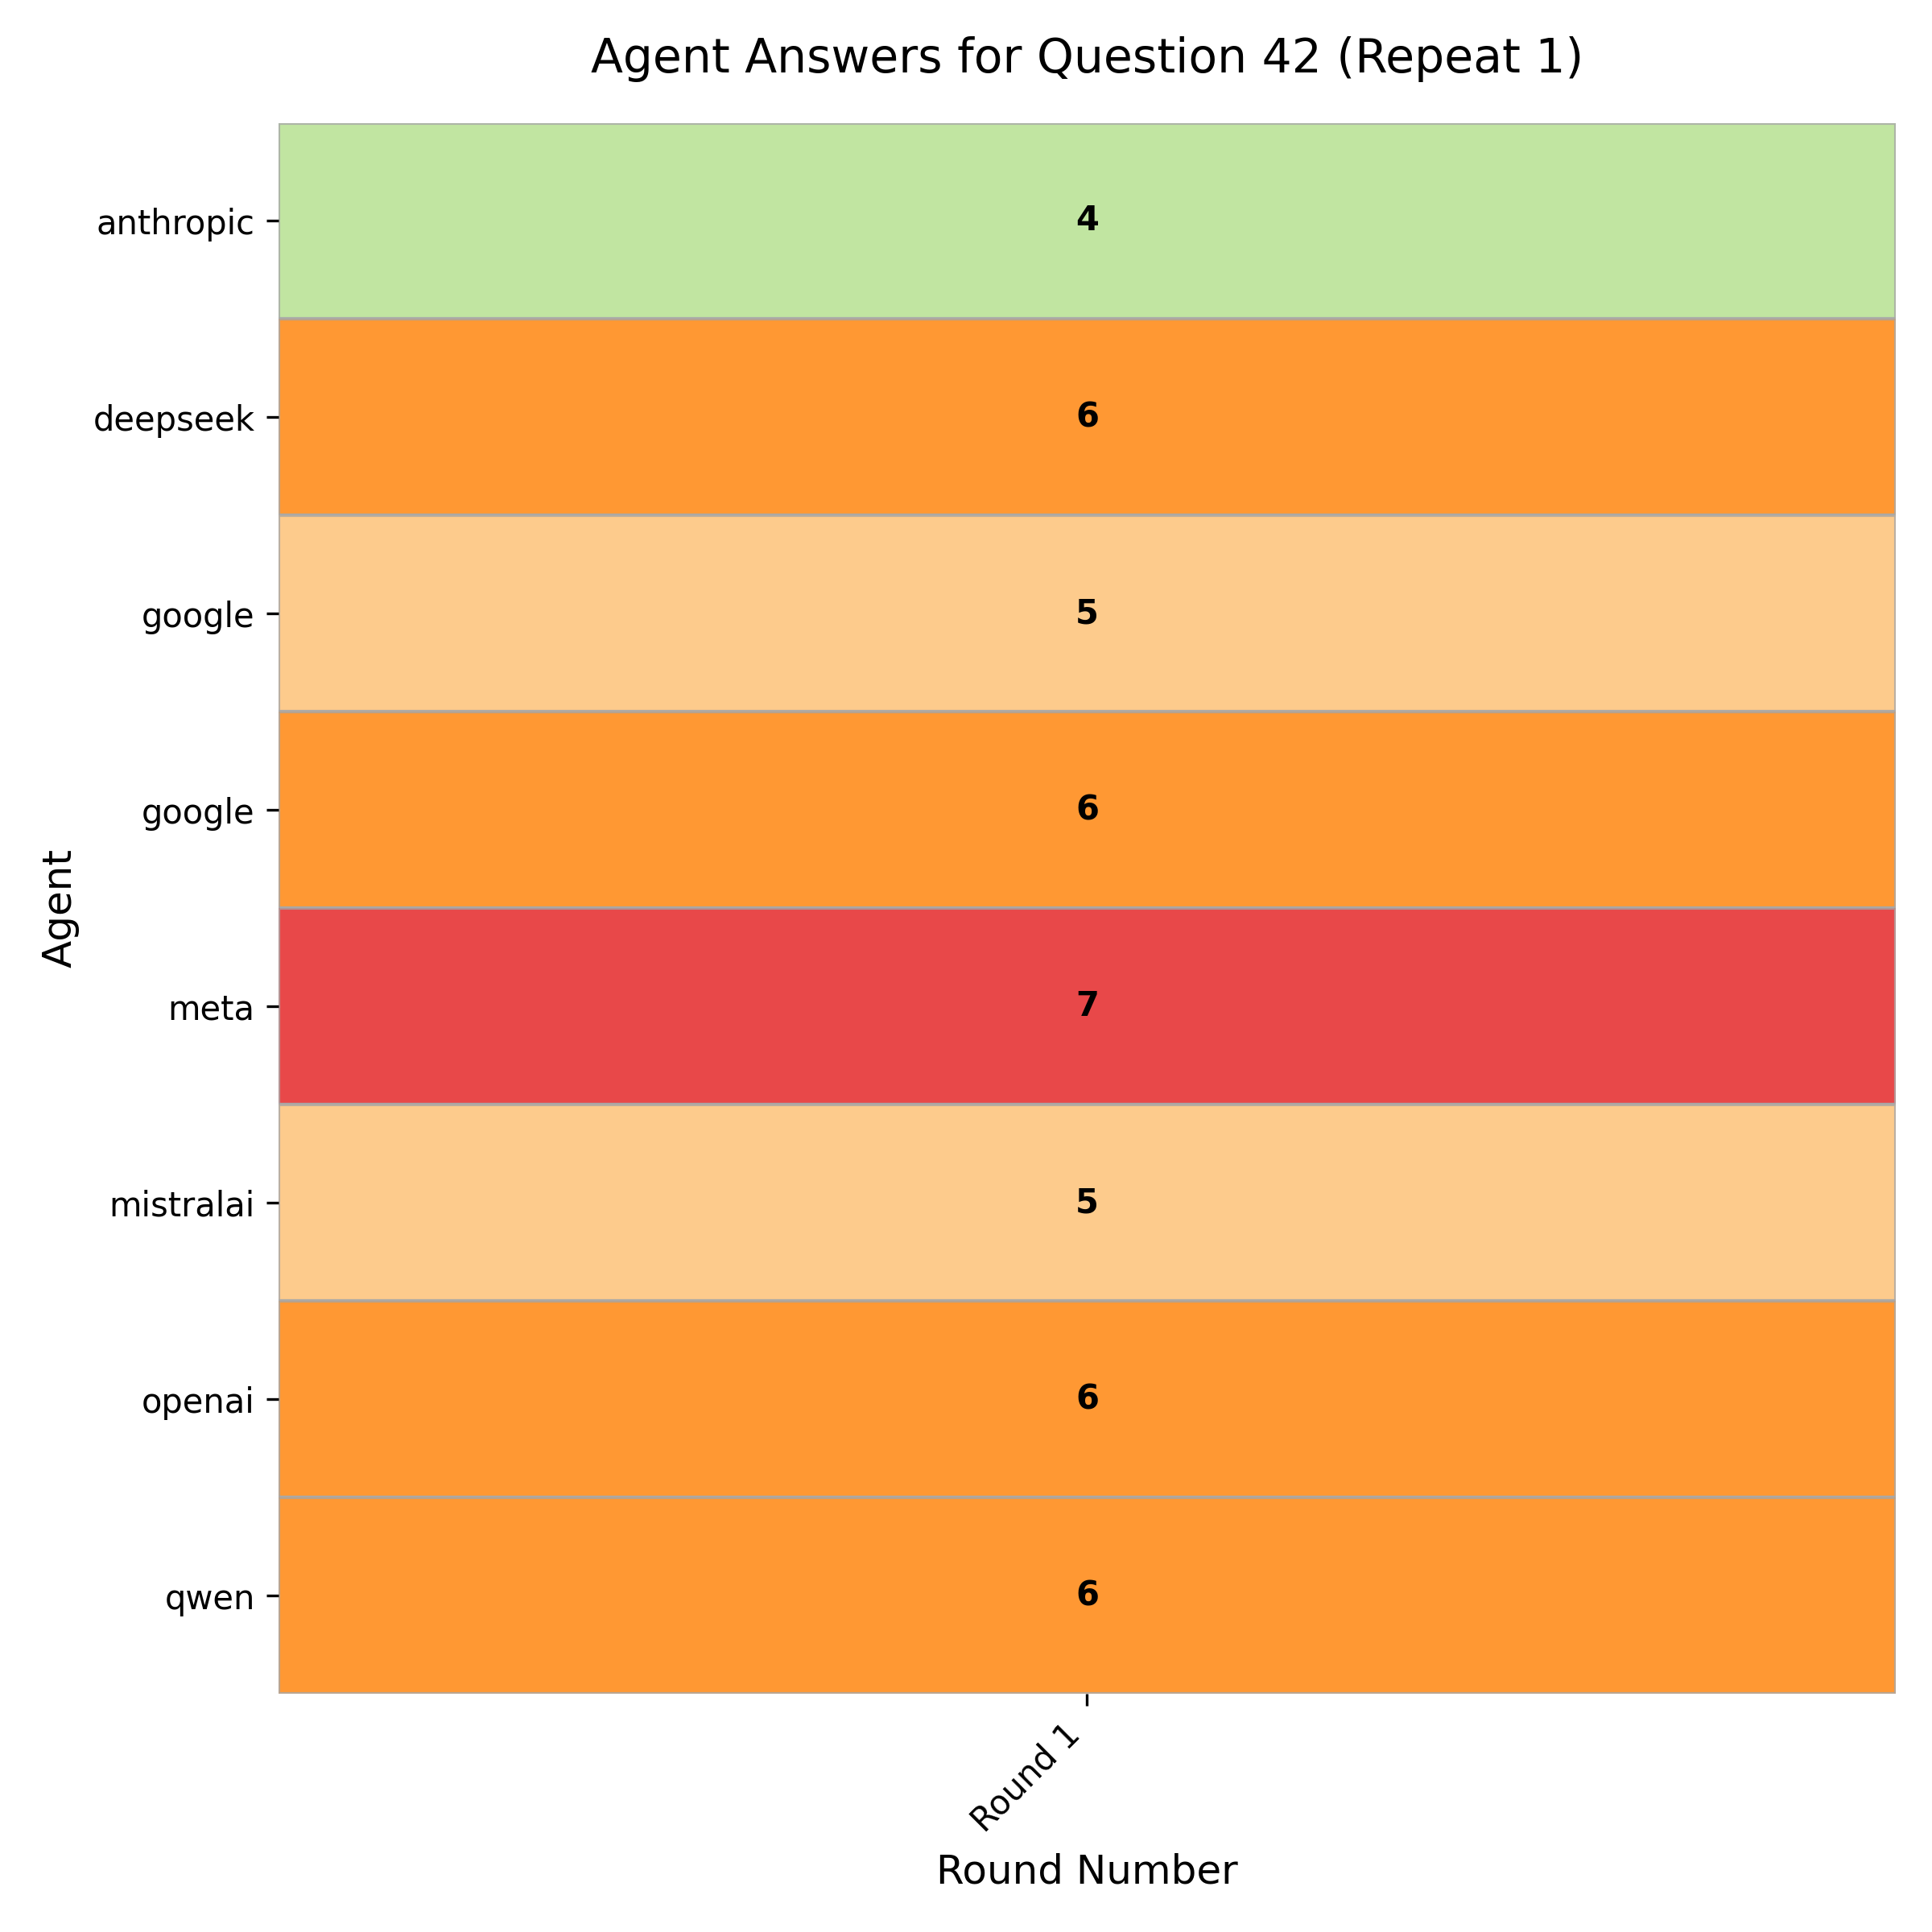 Agent Answers for Question 42 (Repeat 1)
anthropic 4
deepseek 6
google 5
google 6
meta 7
mistralai 5
openai 6
qwen 6
Agent
Round 1
Round Number